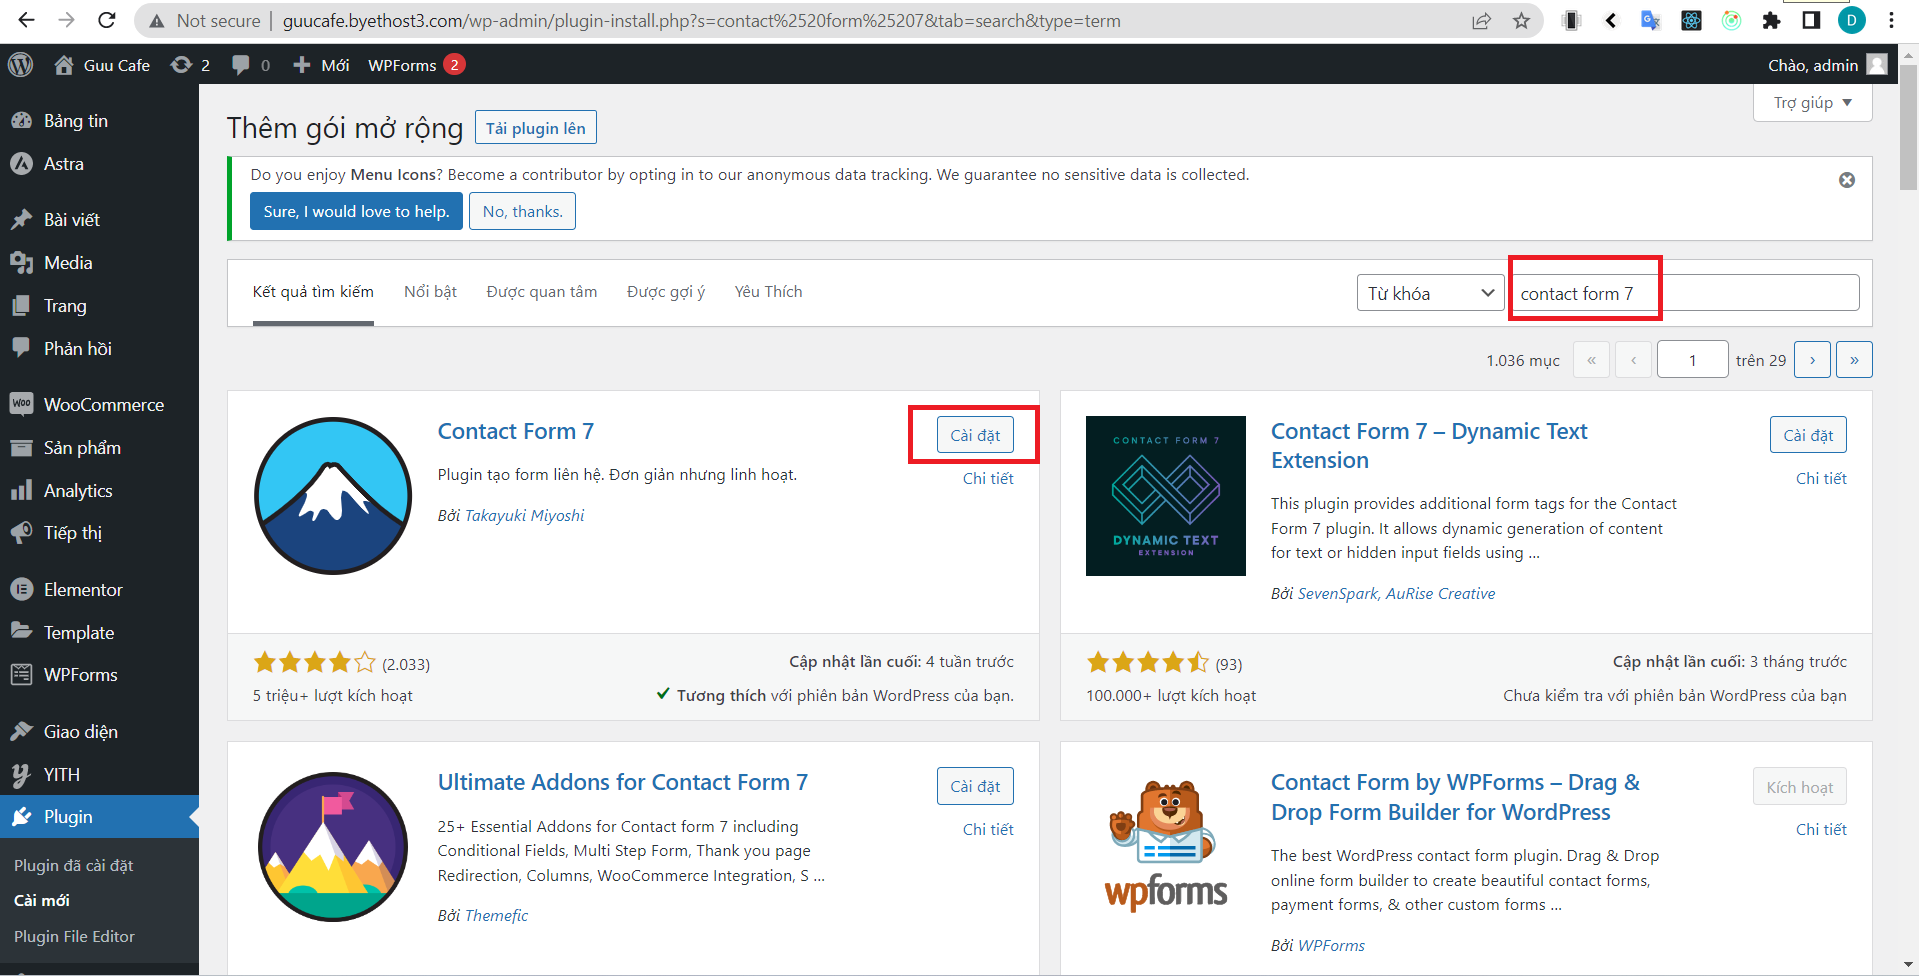 Not secure | guucafe.byethost3.com/wp-admin/plugin-install.php?s=contact%2520form%25207&tab=search&type=term
D
Guu Cafe 2 0 Mới WPForms 2
Chào, admin
Trợ giúp
Bảng tin
Astra
Bài viết
Media
Trang
Phản hồi
Woo WooCommerce
Sản phẩm
Analytics
Tiếp thị
Elementor
Template
WPForms
Giao diện
YITH
Plugin
Plugin đã cài đặt
Cài mới
Plugin File Editor
Thêm gói mở rộng Tải plugin lên
Do you enjoy Menu Icons? Become a contributor by opting in to our anonymous data tracking. We guarantee no sensitive data is collected.
Sure, I would love to help. No, thanks.
Kết quả tìm kiếm Nổi bật Được quan tâm Được gợi ý Yêu Thích
Từ khóa contact form 7
1.036 mục « ‹ 1 trên 29 › »
Contact Form 7
Cài đặt
Chi tiết
Plugin tạo form liên hệ. Đơn giản nhưng linh hoạt.
Bởi Takayuki Miyoshi
(2.033)
5 triệu+ lượt kích hoạt
Cập nhật lần cuối: 4 tuần trước
Tương thích với phiên bản WordPress của bạn.
CONTACT FORM 7
DYNAMIC TEXT
EXTENSION
Contact Form 7 – Dynamic Text
Extension
Cài đặt
Chi tiết
This plugin provides additional form tags for the Contact
Form 7 plugin. It allows dynamic generation of content
for text or hidden input fields using ...
Bởi SevenSpark, AuRise Creative
(93)
100.000+ lượt kích hoạt
Cập nhật lần cuối: 3 tháng trước
Chưa kiểm tra với phiên bản WordPress của bạn
Ultimate Addons for Contact Form 7
Cài đặt
Chi tiết
25+ Essential Addons for Contact form 7 including
Conditional Fields, Multi Step Form, Thank you page
Redirection, Columns, WooCommerce Integration, S ...
Bởi Themefic
wpforms
Contact Form by WPForms – Drag &
Drop Form Builder for WordPress
Kích hoạt
Chi tiết
The best WordPress contact form plugin. Drag & Drop
online form builder to create beautiful contact forms,
payment forms, & other custom forms ...
Bởi WPForms